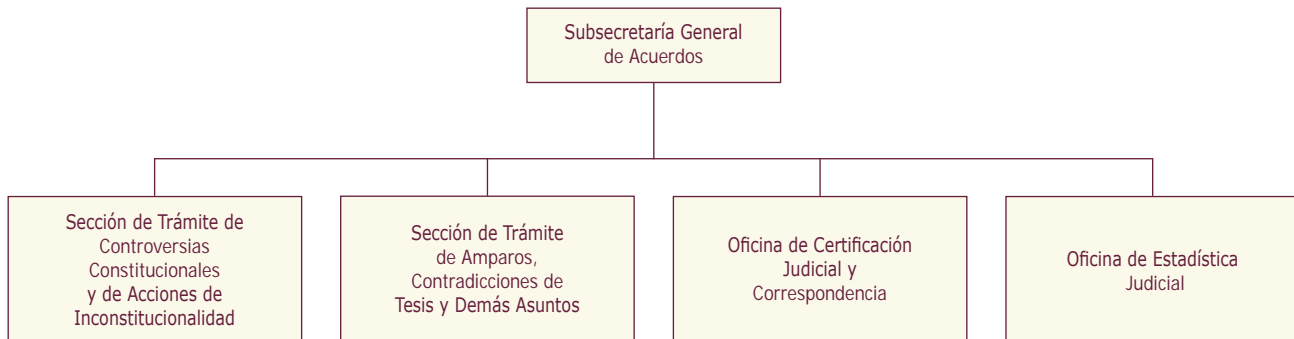 Subsecretaría General
de Acuerdos
Sección de Trámite de
Controversias
Constitucionales
y de Acciones de
Inconstitucionalidad
Sección de Trámite
de Amparos,
Contradicciones de
Tesis y Demás Asuntos
Oficina de Certificación
Judicial y
Correspondencia
Oficina de Estadística
Judicial